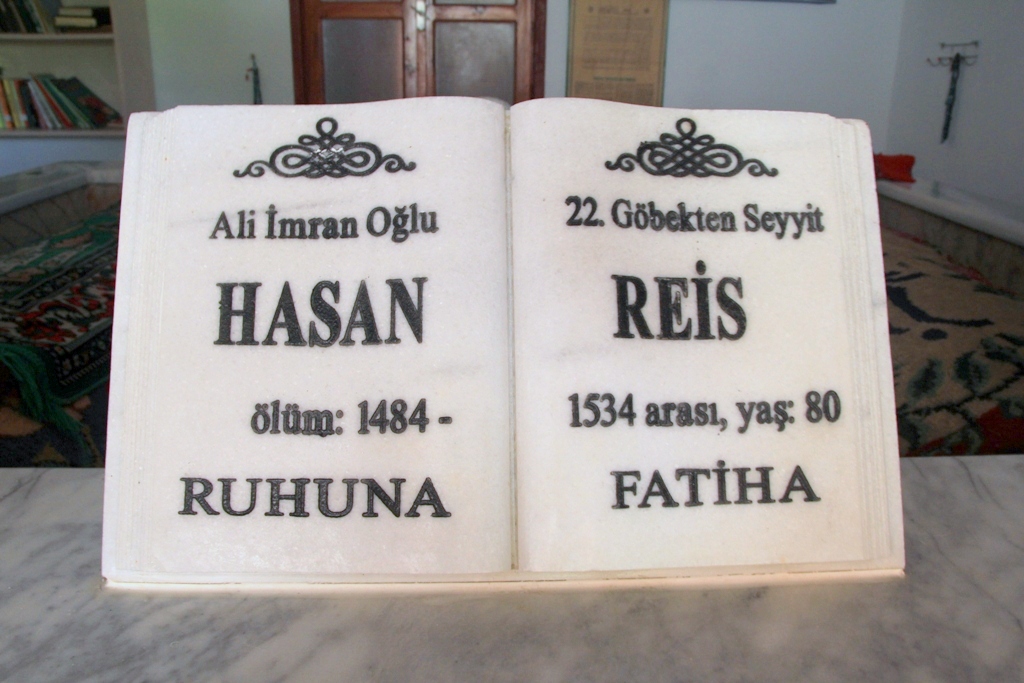 Ali İmran Oğlu
HASAN
ölüm: 1484 -
RUHUNA
22. Göbekten Seyyit
REİS
1534 arası, yaş: 80
FATİHA